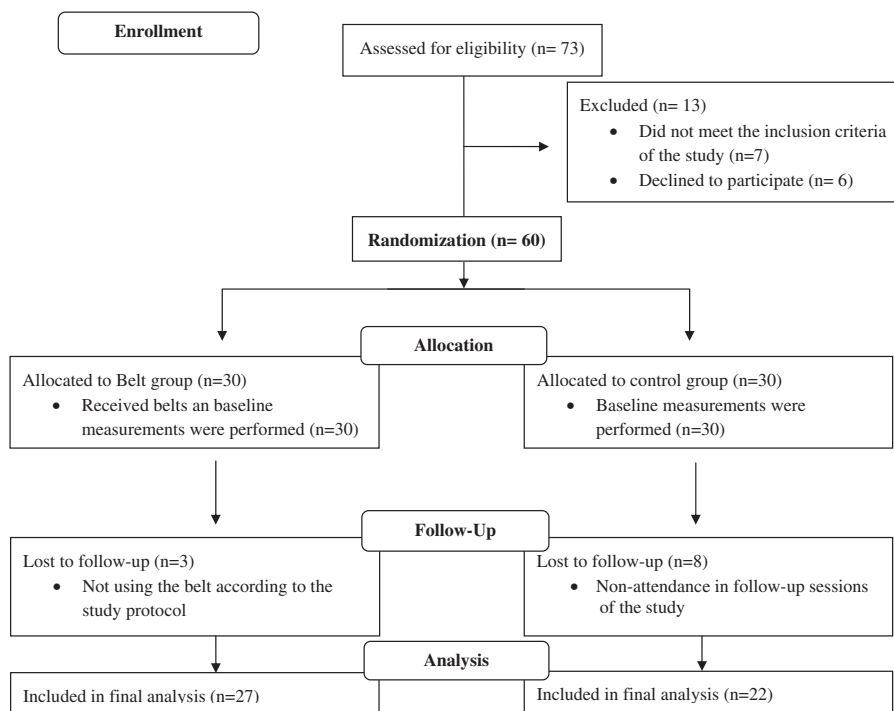 Enrollment
Assessed for eligibility (n= 73)
Excluded (n= 13)
• Did not meet the inclusion criteria
of the study (n=7)
• Declined to participate (n= 6)
Randomization (n= 60)
Allocation
Allocated to Belt group (n=30)
• Received belts an baseline
measurements were performed (n=30)
Allocated to control group (n=30)
• Baseline measurements were
performed (n=30)
Follow-Up
Lost to follow-up (n=3)
• Not using the belt according to the
study protocol
Lost to follow-up (n=8)
• Non-attendance in follow-up sessions
of the study
Analysis
Included in final analysis (n=27)
Included in final analysis (n=22)